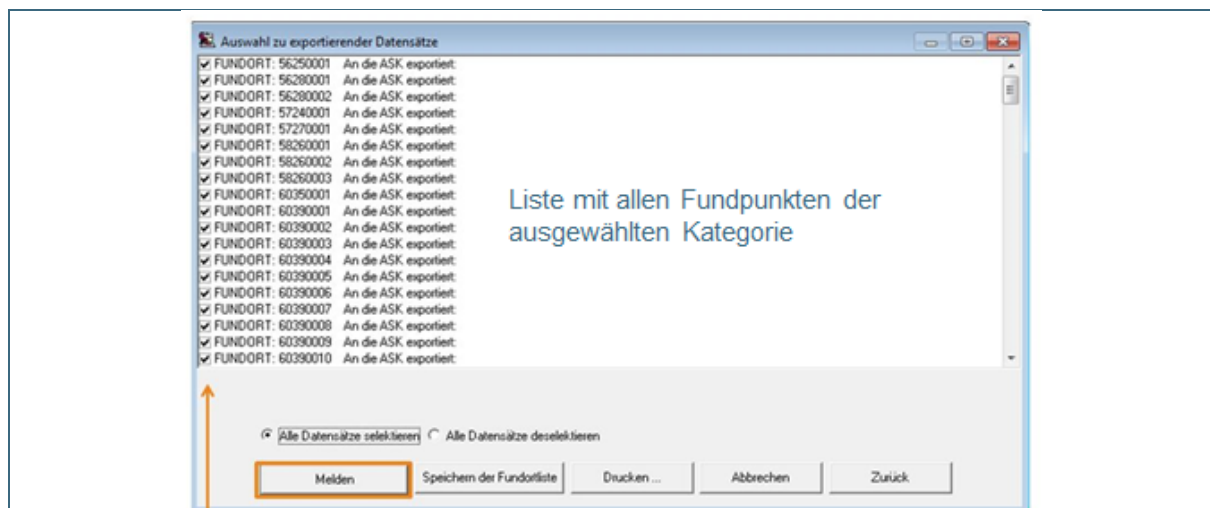 Auswahl zu exportierender Datensätze
FUNDORT: 56250001 An die ASK exportiert:
FUNDORT: 56280001 An die ASK exportiert:
FUNDORT: 56280002 An die ASK exportiert:
FUNDORT: 57240001 An die ASK exportiert:
FUNDORT: 57270001 An die ASK exportiert:
FUNDORT: 58260001 An die ASK exportiert:
FUNDORT: 58260002 An die ASK exportiert:
FUNDORT: 58260003 An die ASK exportiert:
FUNDORT: 60350001 An die ASK exportiert:
FUNDORT: 60390001 An die ASK exportiert:
FUNDORT: 60390002 An die ASK exportiert:
FUNDORT: 60390003 An die ASK exportiert:
FUNDORT: 60390004 An die ASK exportiert:
FUNDORT: 60390005 An die ASK exportiert:
FUNDORT: 60390006 An die ASK exportiert:
FUNDORT: 60390007 An die ASK exportiert:
FUNDORT: 60390008 An die ASK exportiert:
FUNDORT: 60390009 An die ASK exportiert:
FUNDORT: 60390010 An die ASK exportiert:
Liste mit allen Fundpunkten der
ausgewählten Kategorie
Alle Datensätze selektieren Alle Datensätze deselektieren
Melden Speichern der Fundortliste Drucken ... Abbrechen Zurück